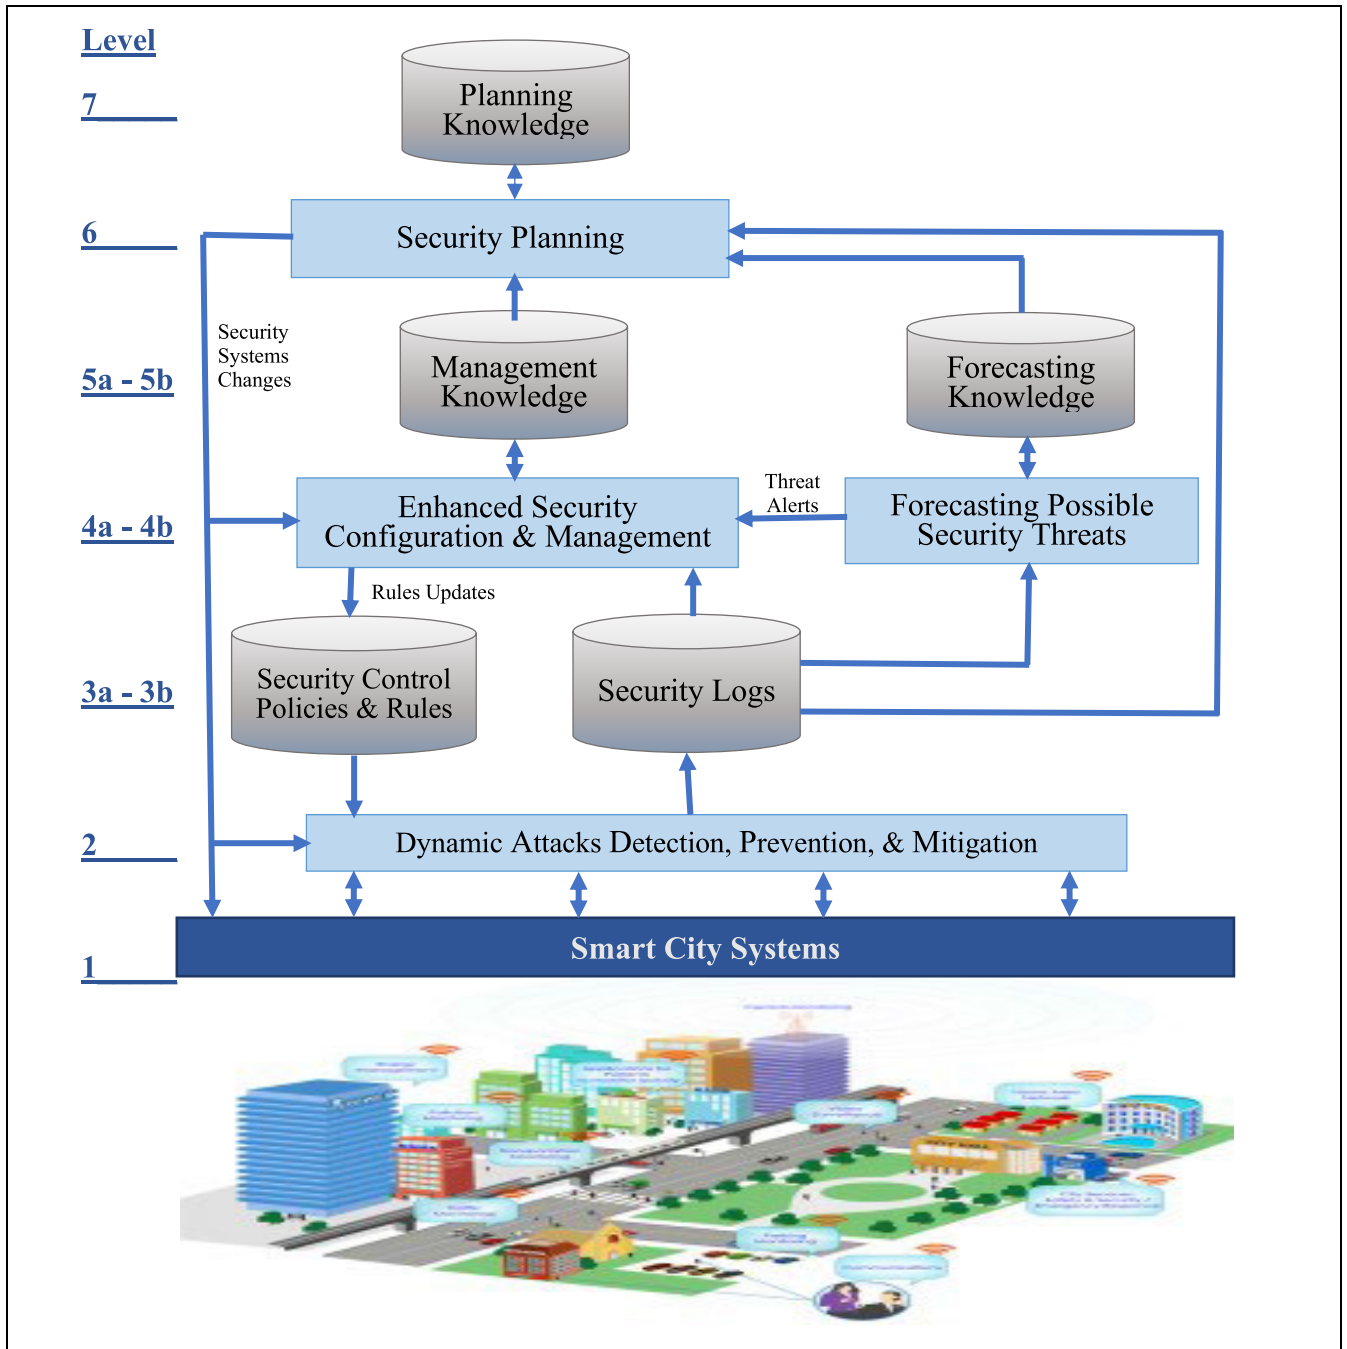 Level
7
Planning
Knowledge
6
Security Planning
Security
Systems
Changes
5a - 5b
Management
Knowledge
Forecasting
Knowledge
4a - 4b
Enhanced Security
Configuration & Management
Threat
Alerts
Forecasting Possible
Security Threats
Rules Updates
3a - 3b
Security Control
Policies & Rules
Security Logs
2
Dynamic Attacks Detection, Prevention, & Mitigation
Smart City Systems
1
CITY HALL